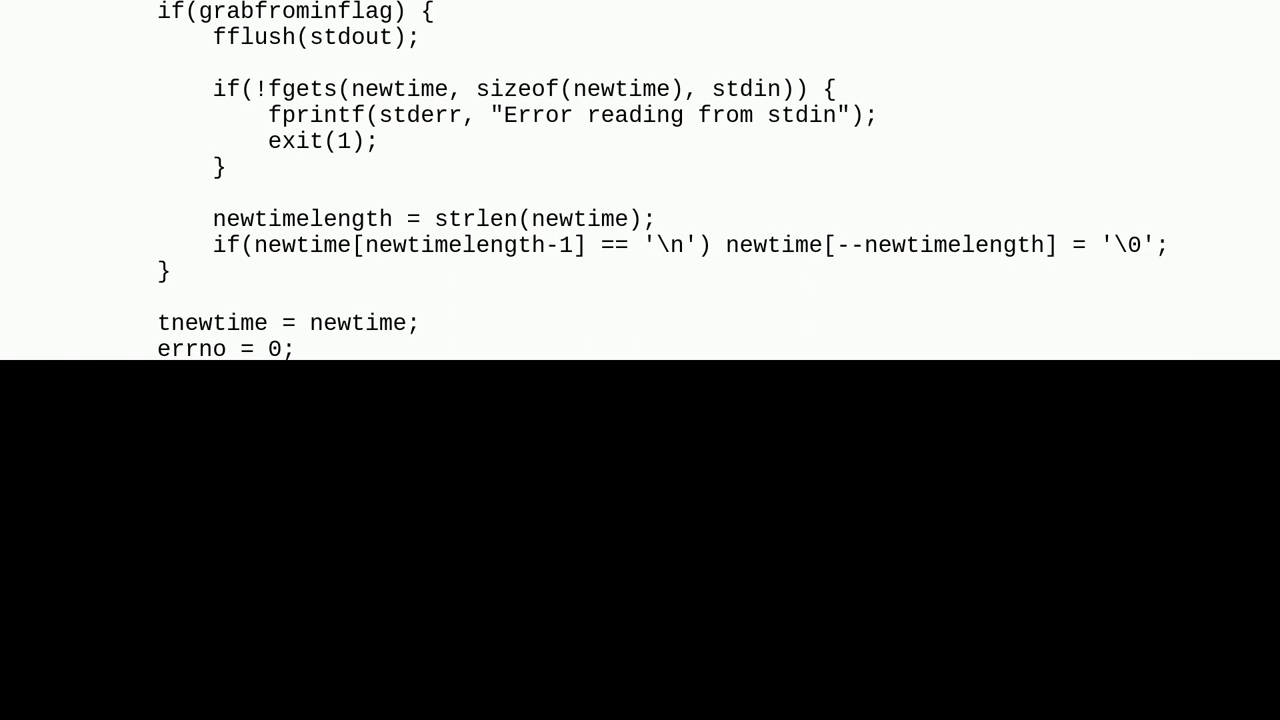 if(grabfrominflag) {
fflush(stdout);
if(!fgets(newtime, sizeof(newtime), stdin)) {
fprintf(stderr, "Error reading from stdin");
exit(1);
}
newtimelength = strlen(newtime);
if(newtime[newtimelength-1] == '\n') newtime[--newtimelength] = '\0';
}
tnewtime = newtime;
errno = 0;